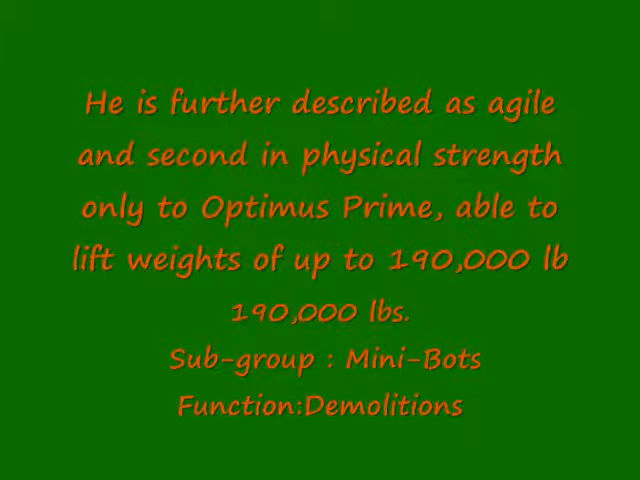 He is further described as agile
and second in physical strength
only to Optimus Prime, able to
lift weights of up to 190,000 lb
190,000 lbs.
Sub-group : Mini-Bots
Function:Demolitions